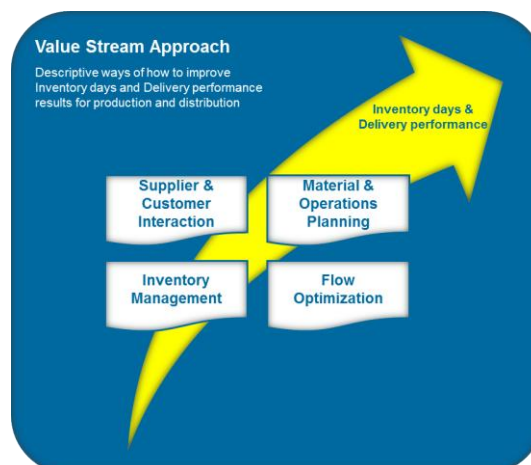 Value Stream Approach
Descriptive ways of how to improve
Inventory days and Delivery performance
results for production and distribution
Inventory days &
Delivery performance
Supplier &
Customer
Interaction
Material &
Operations
Planning
Inventory
Management
Flow
Optimization